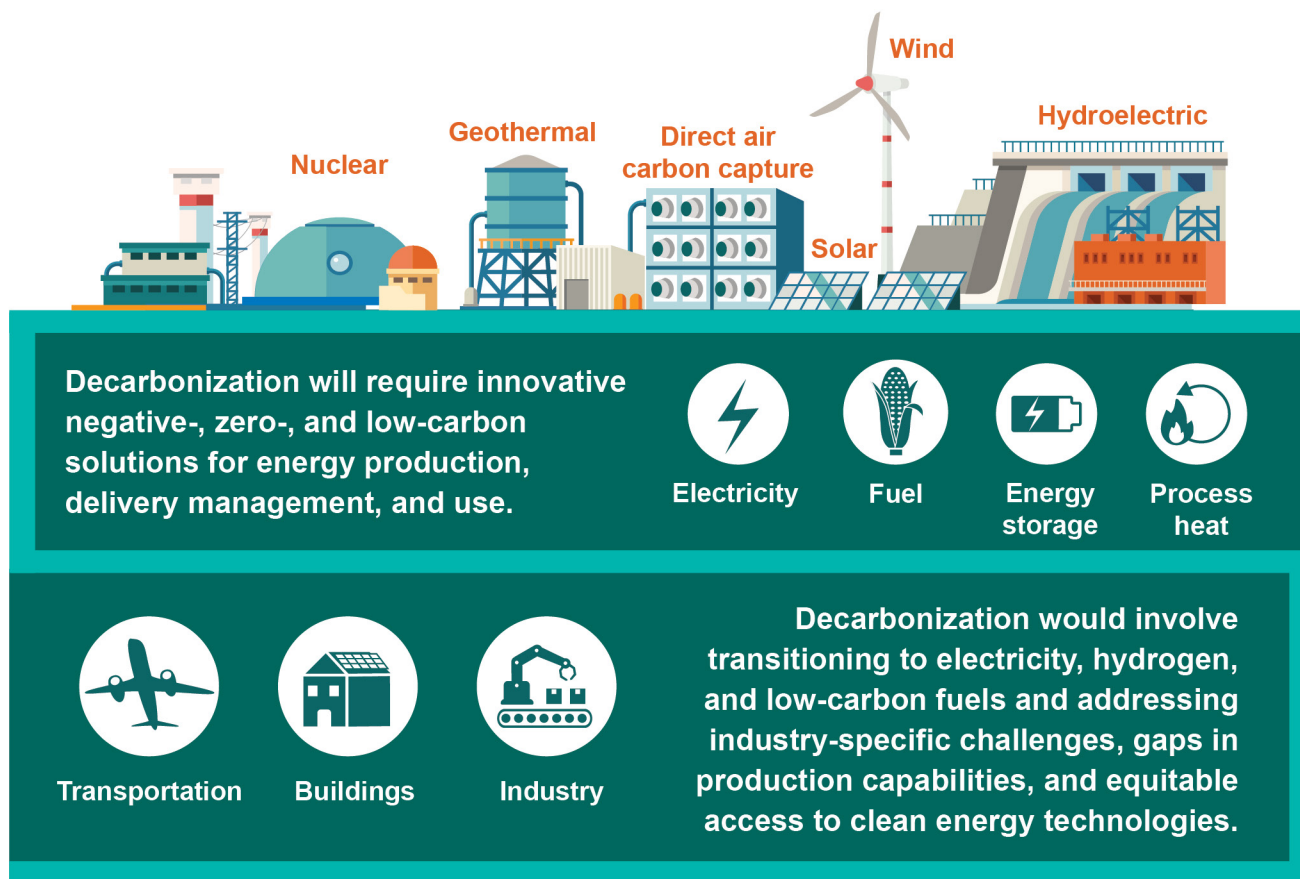 Wind
Hydroelectric
Geothermal
Direct air
carbon capture
Nuclear
Solar
Decarbonization will require innovative
negative-, zero-, and low-carbon
solutions for energy production,
delivery management, and use.
Electricity
Fuel
Energy
storage
Process
heat
Transportation
Buildings
Industry
Decarbonization would involve
transitioning to electricity, hydrogen,
and low-carbon fuels and addressing
industry-specific challenges, gaps in
production capabilities, and equitable
access to clean energy technologies.